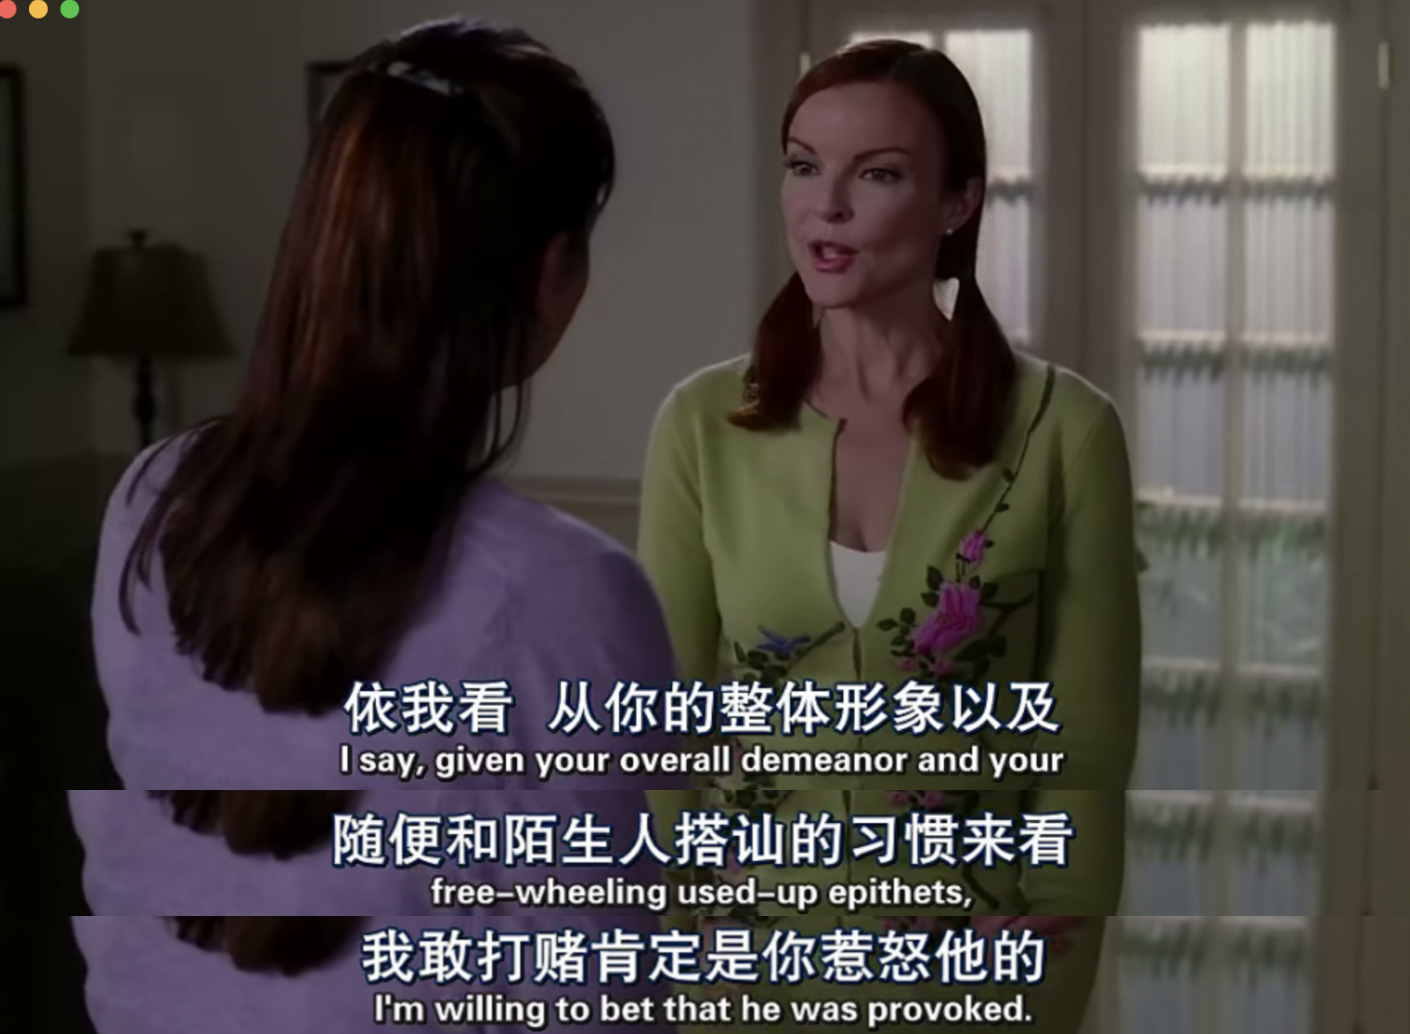 依我看 从你的整体形象以及
I say, given your overall demeanor and your
随便和陌生人搭讪的习惯来看
free-wheeling used-up epithets,
我敢打赌肯定是你惹怒他的
I'm willing to bet that he was provoked.